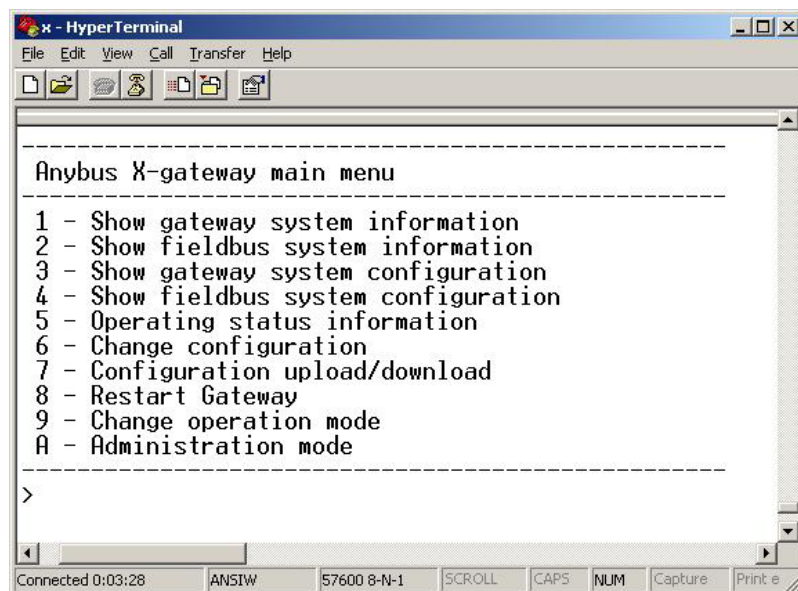 x - HyperTerminal
File Edit View Call Transfer Help
Anybus X-gateway main menu
1 - Show gateway system information
2 - Show fieldbus system information
3 - Show gateway system configuration
4 - Show fieldbus system configuration
5 - Operating status information
6 - Change configuration
7 - Configuration upload/download
8 - Restart Gateway
9 - Change operation mode
A - Administration mode
>
Connected 0:03:28 ANSIW 57600 8-N-1 SCROLL CAPS NUM Capture Print e